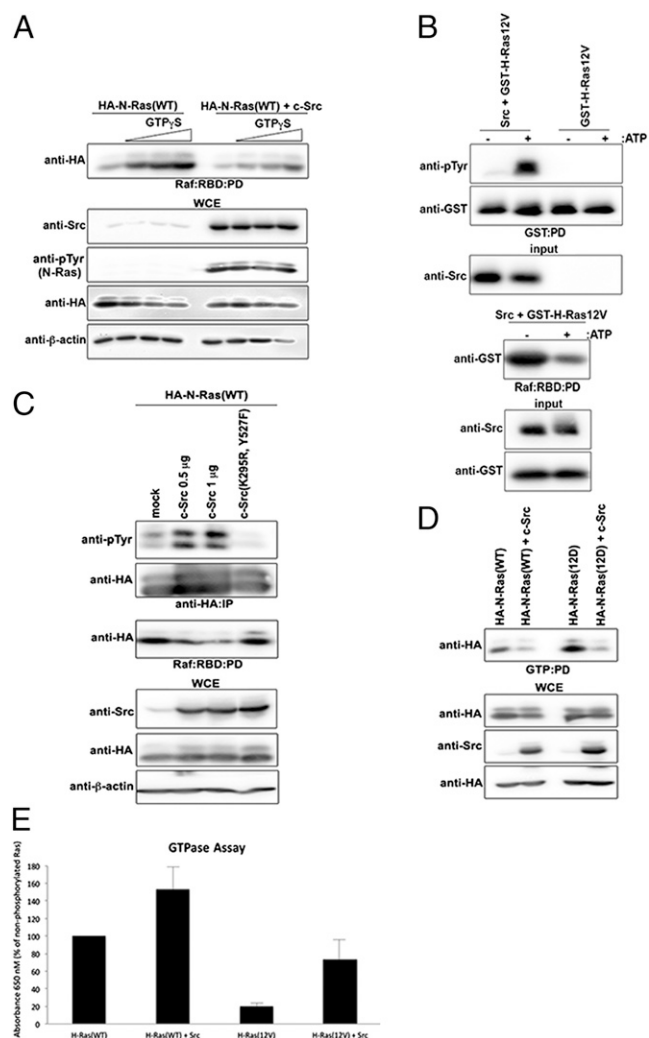 A
HA-N-Ras(WT) HA-N-Ras(WT) + c-Src
GTPγS GTPγS
anti-HA
Raf:RBD:PD
WCE
anti-Src
anti-pTyr
(N-Ras)
anti-HA
anti-β-actin
B
Src + GST-H-Ras12V
GST-H-Ras12V
- + - + :ATP
anti-pTyr
anti-GST
GST:PD
input
anti-Src
Src + GST-H-Ras12V
- + :ATP
anti-GST
Raf:RBD:PD
input
anti-Src
anti-GST
C
HA-N-Ras(WT)
mock
c-Src 0.5 µg
c-Src 1 µg
c-Src(K295R, Y527F)
anti-pTyr
anti-HA
anti-HA:IP
anti-HA
Raf:RBD:PD
WCE
anti-Src
anti-HA
anti-β-actin
D
HA-N-Ras(WT)
HA-N-Ras(WT) + c-Src
HA-N-Ras(12D)
HA-N-Ras(12D) + c-Src
anti-HA
GTP:PD
WCE
anti-HA
anti-Src
anti-HA
E
GTPase Assay
Absorbance 650 nM (% of non-phosphorylated Ras)
180
160
140
120
100
80
60
40
20
0
H-Ras(WT) H-Ras(WT) + Src H-Ras(12V) H-Ras(12V) + Src